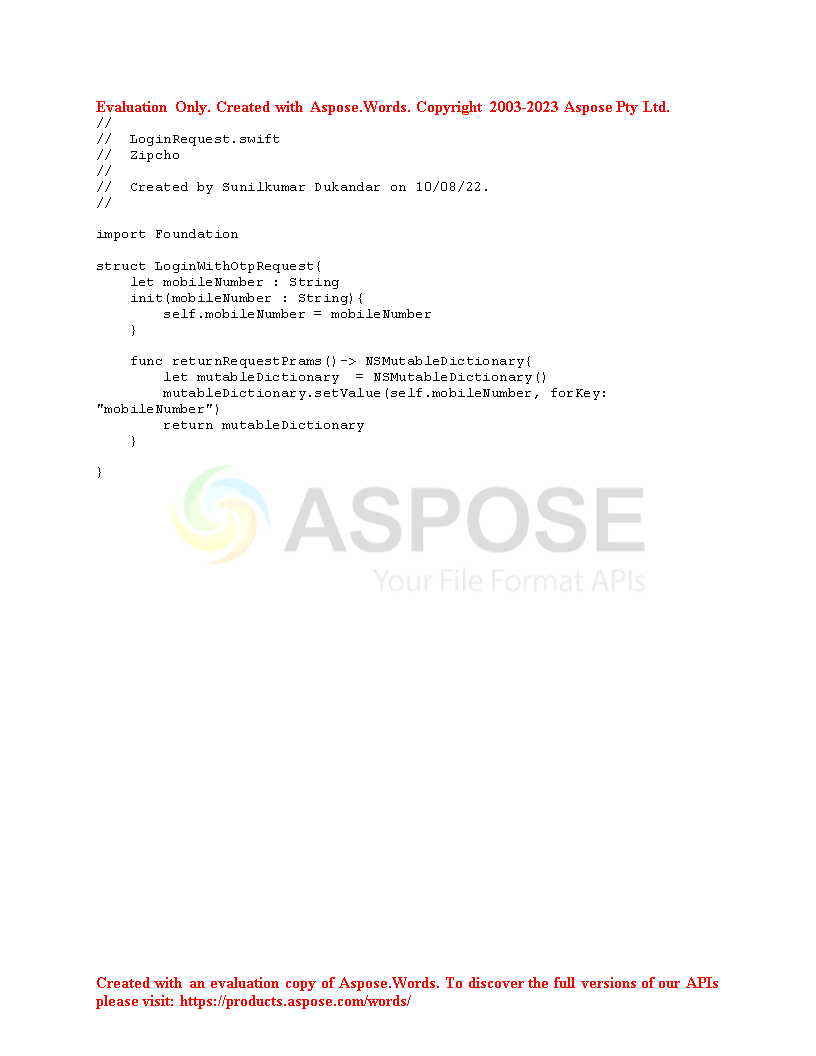 Evaluation Only. Created with Aspose.Words. Copyright 2003-2023 Aspose Pty Ltd.
//
//  LoginRequest.swift
//  Zipcho
//
//  Created by Sunilkumar Dukandar on 10/08/22.
//
import Foundation
struct LoginWithOtpRequest{
    let mobileNumber : String
    init(mobileNumber : String){
        self.mobileNumber = mobileNumber
    }
    func returnRequestPrams()-> NSMutableDictionary{
        let mutableDictionary  = NSMutableDictionary()
        mutableDictionary.setValue(self.mobileNumber, forKey:
"mobileNumber")
        return mutableDictionary
    }
}
ASPOSE
Your File Format APIs
Created with an evaluation copy of Aspose.Words. To discover the full versions of our APIs
please visit: https://products.aspose.com/words/